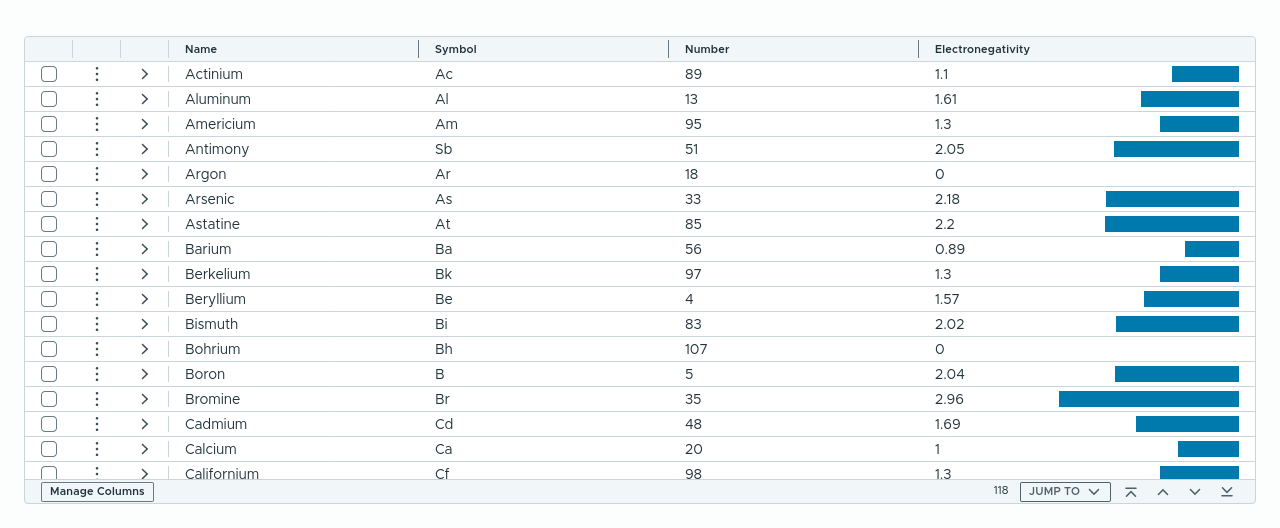 Name Symbol Number Electronegativity
Actinium Ac 89 1.1
Aluminum Al 13 1.61
Americium Am 95 1.3
Antimony Sb 51 2.05
Argon Ar 18 0
Arsenic As 33 2.18
Astatine At 85 2.2
Barium Ba 56 0.89
Berkelium Bk 97 1.3
Beryllium Be 4 1.57
Bismuth Bi 83 2.02
Bohrium Bh 107 0
Boron B 5 2.04
Bromine Br 35 2.96
Cadmium Cd 48 1.69
Calcium Ca 20 1
Californium Cf 98 1.3
Manage Columns 118 JUMP TO